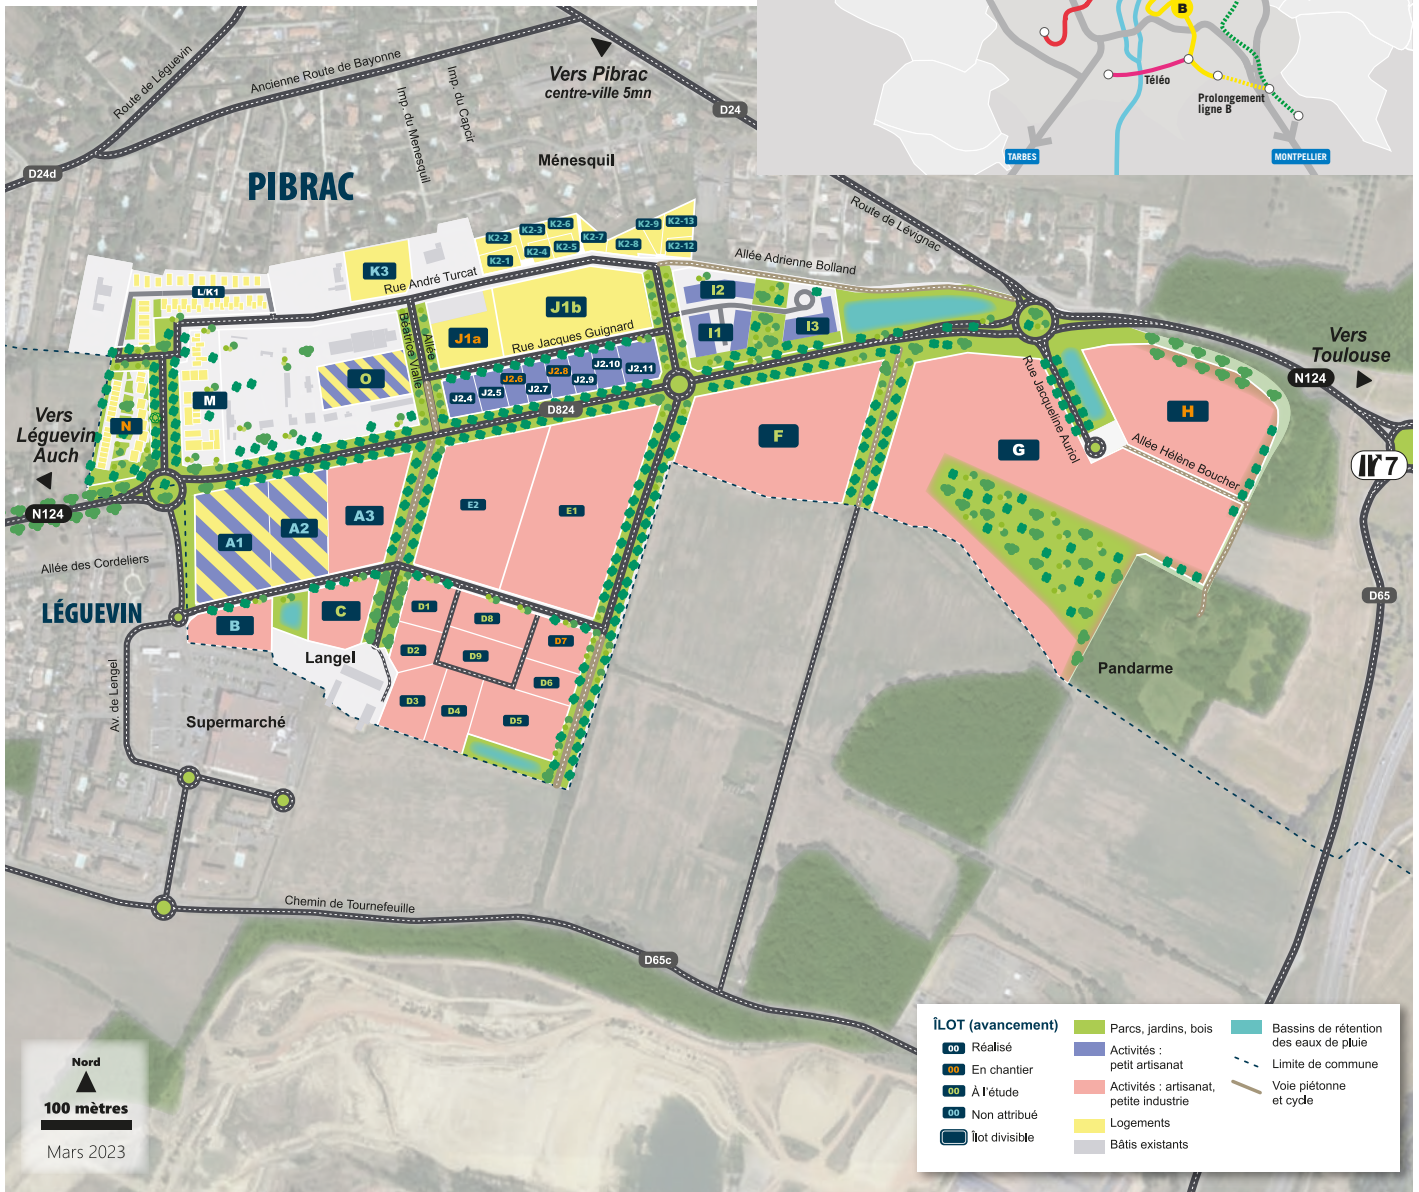 B
Téléo
Prolongement
ligne B
TARBES
MONTPELLIER
Route de Léguevin
Ancienne Route de Bayonne
Imp. du Menesquil
Imp. du Capcir
Vers Pibrac
centre-ville 5mn
D24
D24d
PIBRAC
Ménesquil
Route de Lévignac
Allée Adrienne Bolland
K2-1
K2-2
K2-3
K2-4
K2-5
K2-6
K2-7
K2-8
K2-9
K2-13
K2-12
K3
Rue André Turcat
L/K1
J1b
J1a
Rue Jacques Guignard
Allée
Béatrice Vialle
I2
I1
I3
O
M
N
J2.4
J2.5
J2.6
J2.7
J2.8
J2.9
J2.10
J2.11
D824
Vers
Léguevin
Auch
N124
Vers
Toulouse
N124
7
Rue Jacqueline Auriol
Allée Hélène Boucher
H
G
F
E2
E1
A1
A2
A3
Allée des Cordeliers
LÉGUEVIN
B
C
Langel
D1
D8
D7
D2
D9
D6
D3
D4
D5
Av. de Lengel
Supermarché
Pandarme
D65
Chemin de Tournefeuille
D65c
Nord
100 mètres
Mars 2023
ÎLOT (avancement)
00 Réalisé
00 En chantier
00 À l'étude
00 Non attribué
Îlot divisible
Parcs, jardins, bois
Activités :
petit artisanat
Activités : artisanat,
petite industrie
Logements
Bâtis existants
Bassins de rétention
des eaux de pluie
Limite de commune
Voie piétonne
et cycle